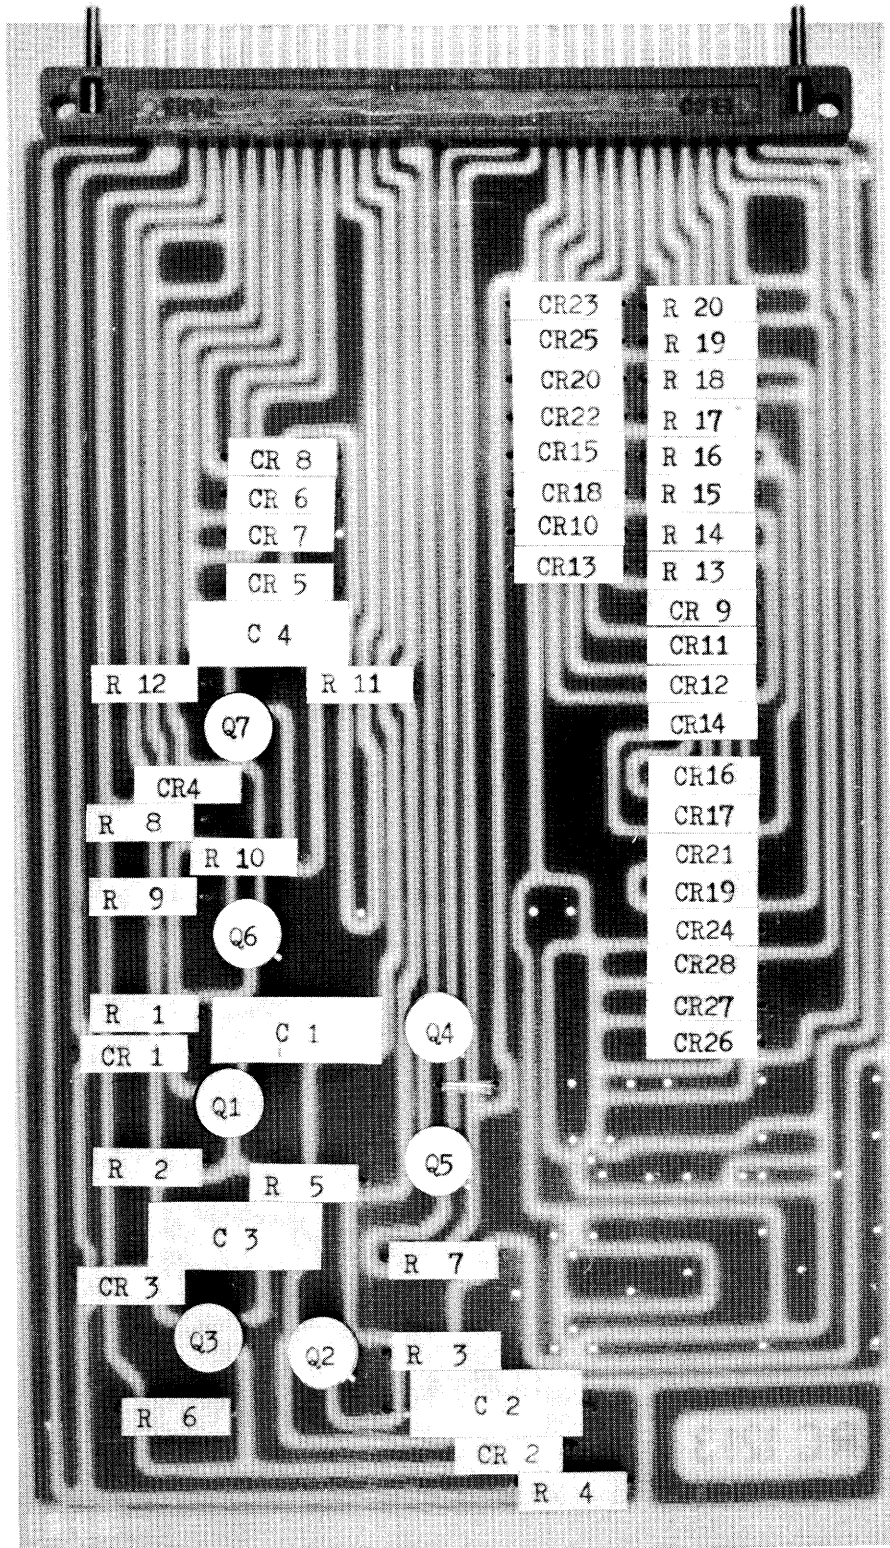 CR23 R 20
CR25 R 19
CR20 R 18
CR22 R 17
CR 8 CR15 R 16
CR 6 CR18 R 15
CR 7 CR10 R 14
CR 5 CR13 R 13
CR 9
C 4
CR11
R 12 R 11 CR12
Q7 CR14
CR4 CR16
R 8 CR17
R 10 CR21
R 9 CR19
Q6 CR24
CR28
R 1 CR27
C 1 Q4 CR26
CR 1
Q1
R 2 Q5
R 5
C 3
R 7
CR 3
Q3 Q2 R 3
C 2
R 6
CR 2
R 4